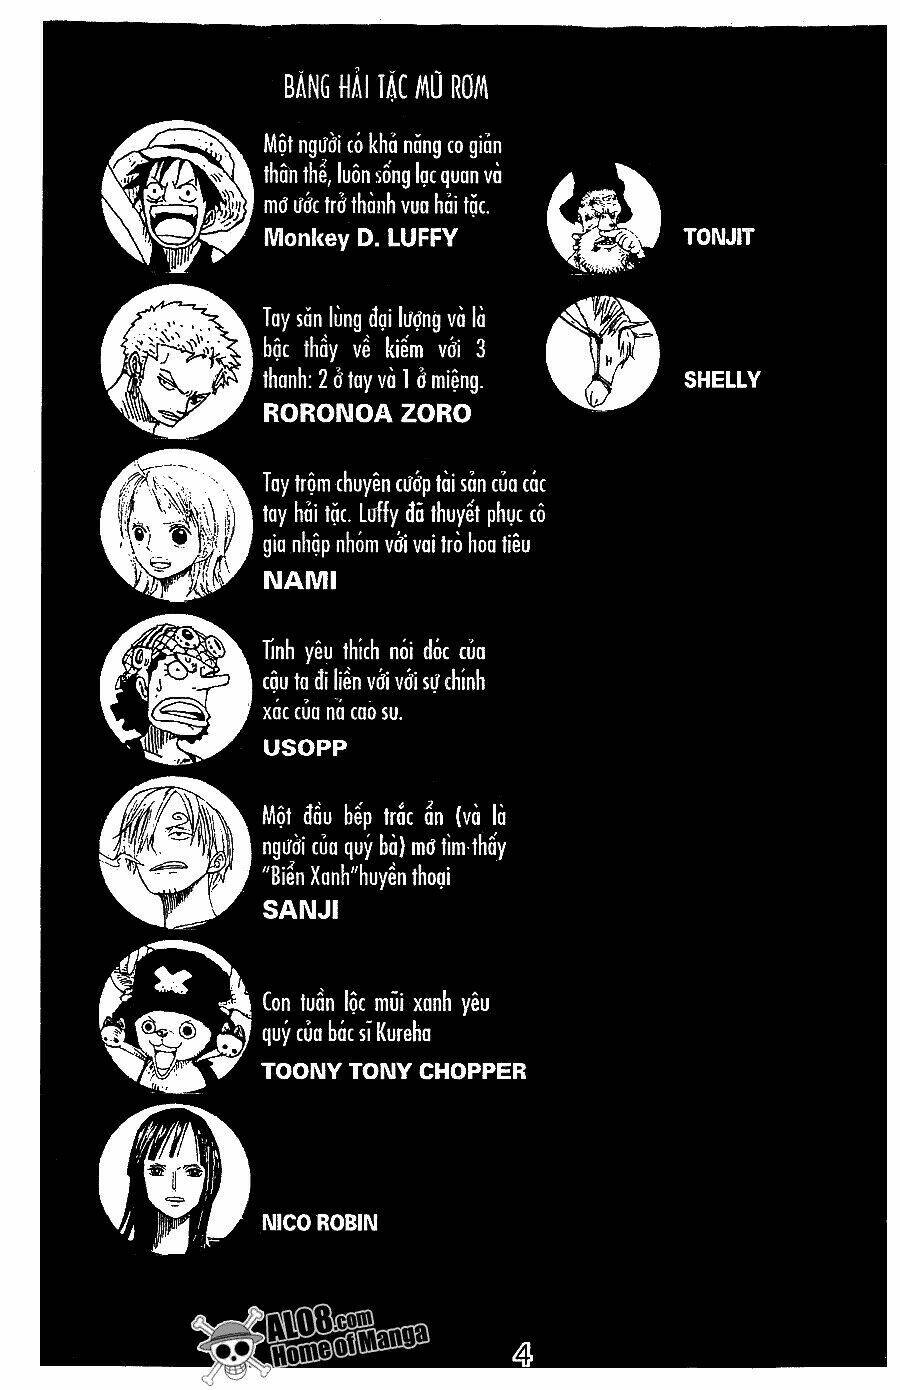 BĂNG HẢI TẶC MŨ RƠM
Một người có khả năng co giản
thân thể, luôn sống lạc quan và
mơ ước trở thành vua hải tặc.
Monkey D. LUFFY
Tay săn lùng đại lượng và là
bậc thầy về kiếm với 3
thanh: 2 ở tay và 1 ở miệng.
RORONOA ZORO
Tay trộm chuyên cướp tài sản của các
tay hải tặc. Luffy đã thuyết phục cô
gia nhập nhóm với vai trò hoa tiêu
NAMI
Tính yêu thích nói dóc của
cậu ta đi liền với với sự chính
xác của ná cao su.
USOPP
Một đầu bếp trắc ẩn (và là
người của quý bà) mơ tìm thấy
"Biển Xanh"huyền thoại
SANJI
Con tuần lộc mũi xanh yêu
quý của bác sĩ Kureha
TOONY TONY CHOPPER
NICO ROBIN
TONJIT
SHELLY
ALO8.com
Home of Manga
4